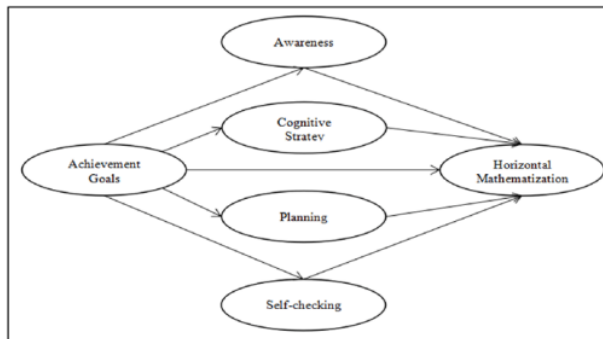 Awareness
Cognitive
Stratev
Achievement
Goals
Horizontal
Mathematization
Planning
Self-checking